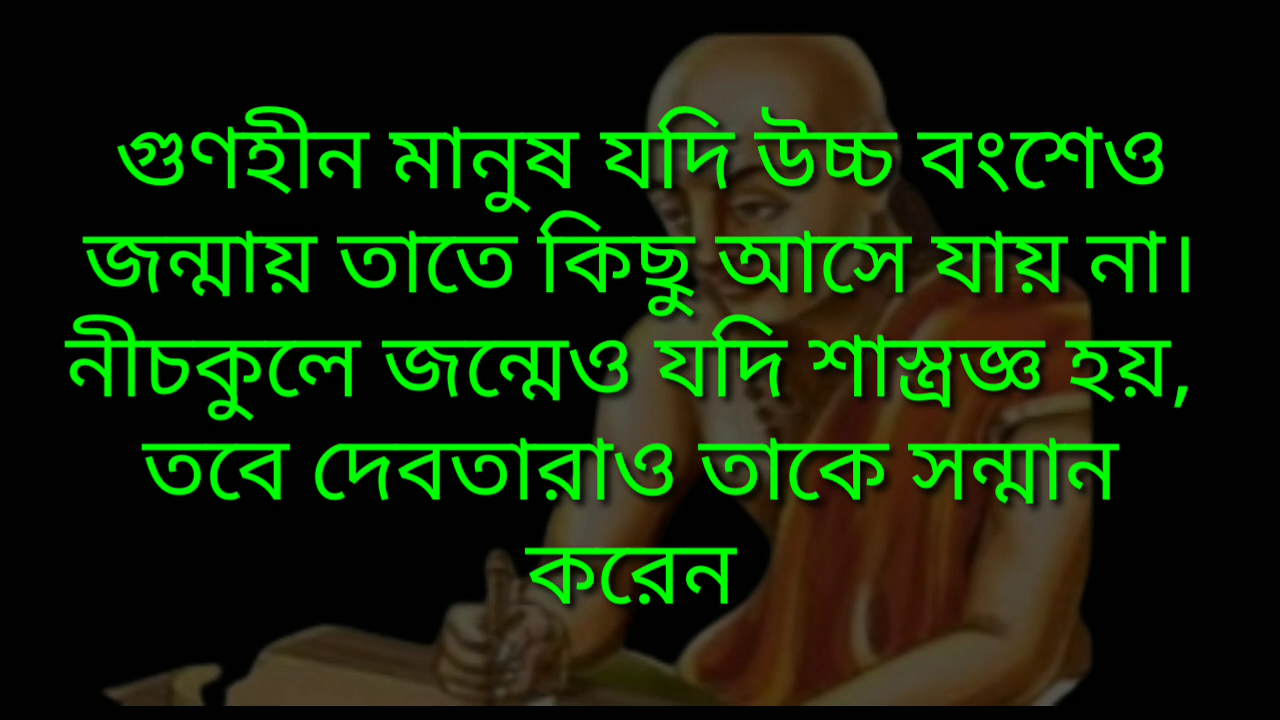 গুণহীন মানুষ যদি উচ্চ বংশেও
জন্মায় তাতে কিছু আসে যায় না।
নীচকুলে জন্মেও যদি শাস্ত্রজ্ঞ হয়,
তবে দেবতারাও তাকে সন্মান
করেন